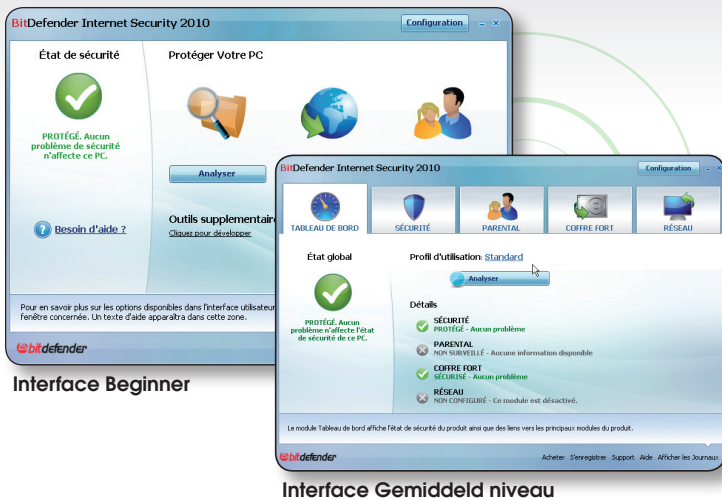 BitDefender Internet Security 2010
Configuration
État de sécurité
Protéger Votre PC
PROTÉGÉ. Aucun
problème de sécurité
n'affecte ce PC.
Analyser
Besoin d'aide ?
Outils supplementair
Cliquez pour développer
Pour en savoir plus sur les options disponibles dans l'interface utilisateur
fenêtre concernée. Un texte d'aide apparaîtra dans cette zone.
bitdefender
Interface Beginner
BitDefender Internet Security 2010
Configuration
TABLEAU DE BORD
SÉCURITÉ
PARENTAL
COFFRE FORT
RÉSEAU
État global
Profil d'utilisation: Standard
Analyser
PROTÉGÉ. Aucun
problème n'affecte l'état
de sécurité de ce PC.
Détails
SÉCURITÉ
PROTÉGÉ - Aucun problème
PARENTAL
NON SURVEILLÉ - Aucune information disponible
COFFRE FORT
SÉCURISÉ - Aucun problème
RÉSEAU
NON CONFIGURÉ - Ce module est désactivé.
Le module Tableau de bord affiche l'état de sécurité du produit ainsi que des liens vers les principaux modules du produit.
bitdefender
Acheter S'enregistrer Support Aide Afficher les Journaux
Interface Gemiddeld niveau